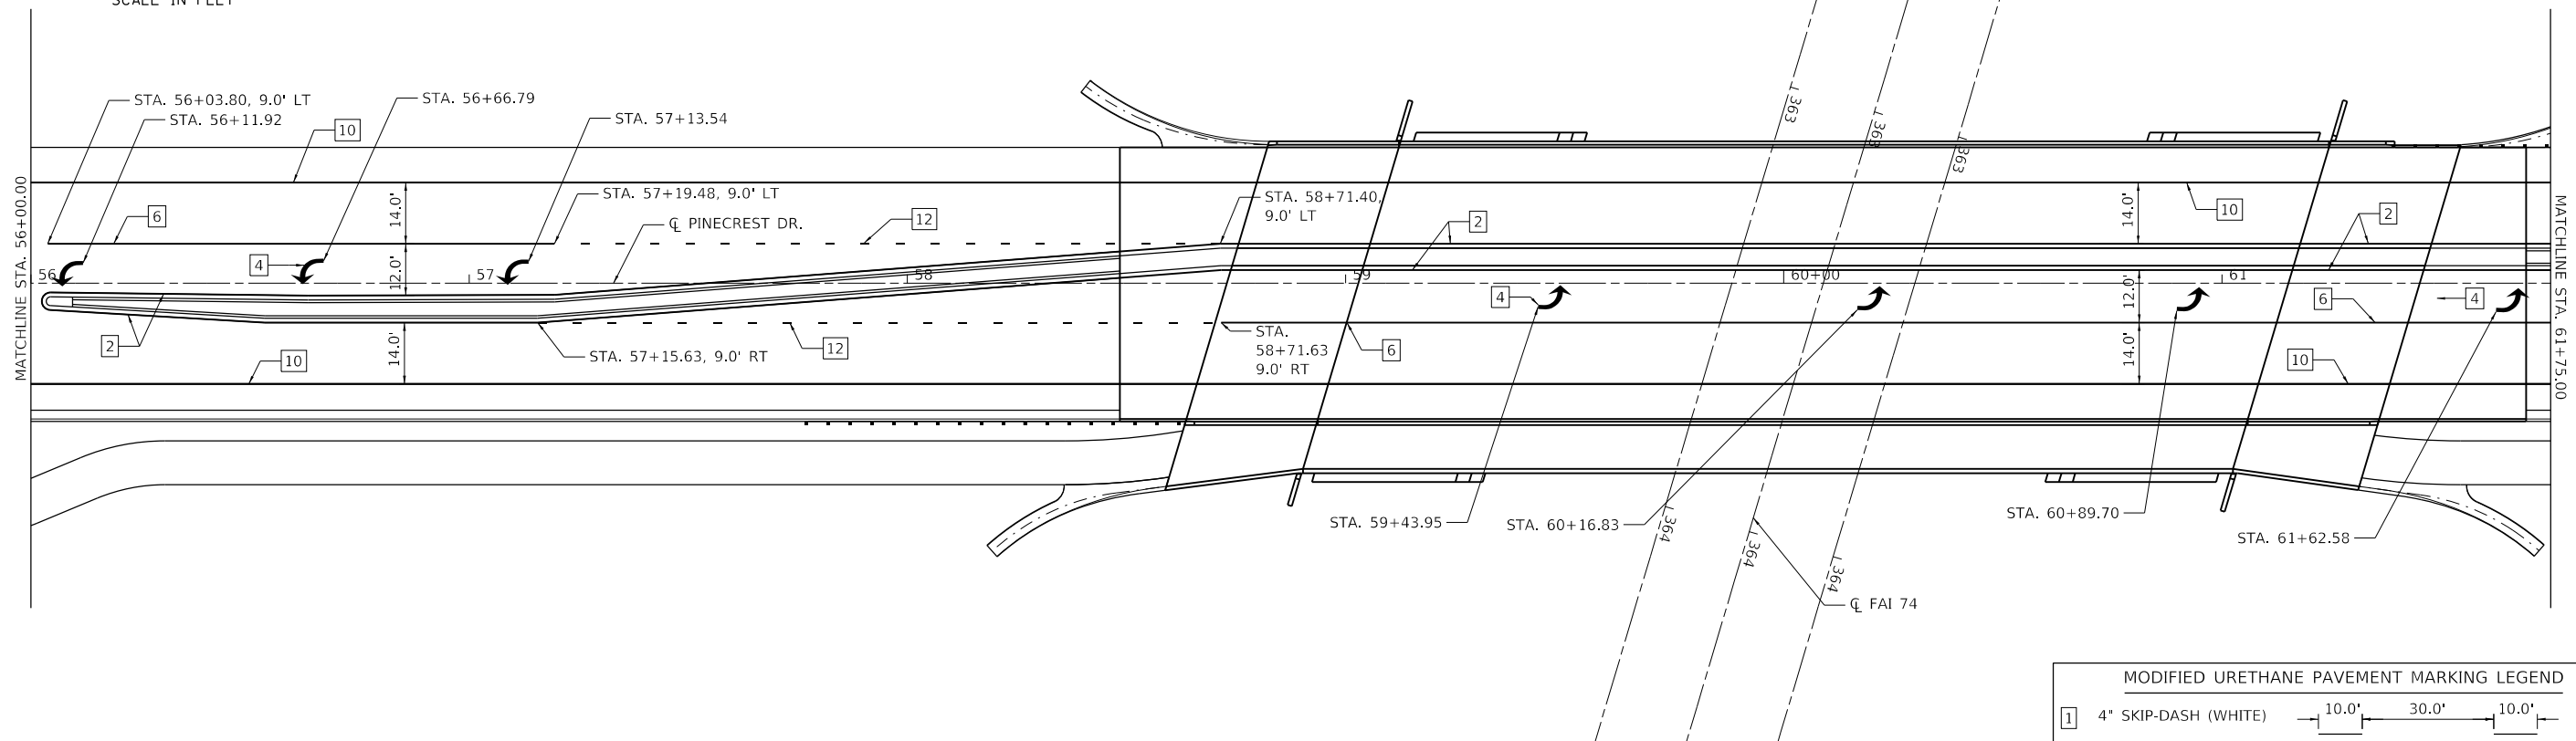 SCALE IN FEET
STA. 56+03.80, 9.0' LT
STA. 56+11.92
STA. 56+66.79
STA. 57+13.54
10
STA. 57+19.48, 9.0' LT
℄ PINECREST DR.
6
12
14.0'
4
12.0'
56
57
58
2
14.0'
10
STA. 57+15.63, 9.0' RT
12
MATCHLINE STA. 56+00.00
STA. 58+71.40,
9.0' LT
2
59
60+00
61
STA.
58+71.63
9.0' RT
6
4
363
363
363
14.0'
10
2
12.0'
6
4
14.0'
10
MATCHLINE STA. 61+75.00
STA. 59+43.95
STA. 60+16.83
STA. 60+89.70
STA. 61+62.58
364
364
364
℄ FAI 74
MODIFIED URETHANE PAVEMENT MARKING LEGEND
1 4" SKIP-DASH (WHITE) 10.0' 30.0' 10.0'